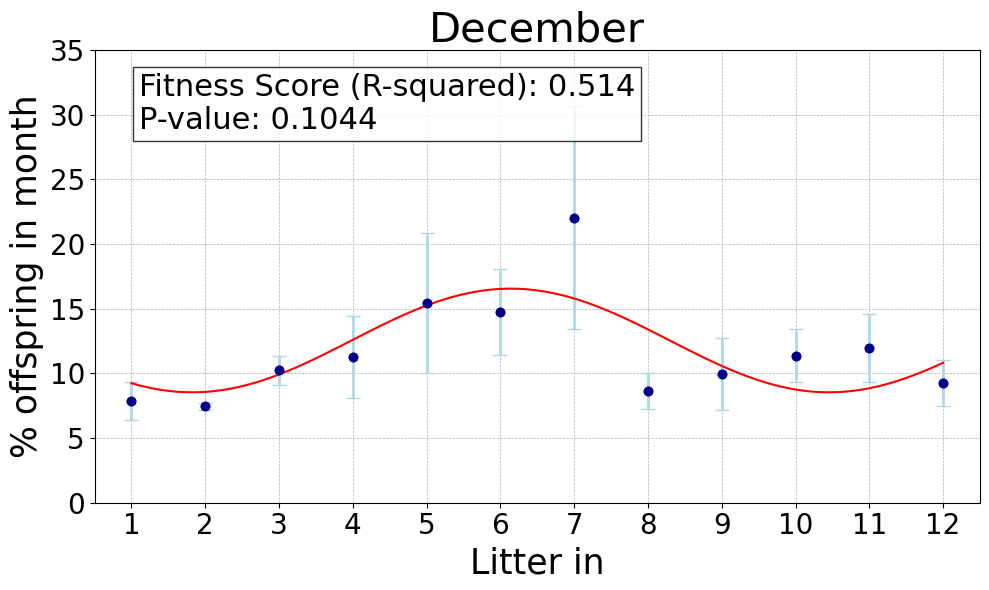 December
Fitness Score (R-squared): 0.514
P-value: 0.1044
% offspring in month
35
30
25
20
15
10
5
0
1 2 3 4 5 6 7 8 9 10 11 12
Litter in